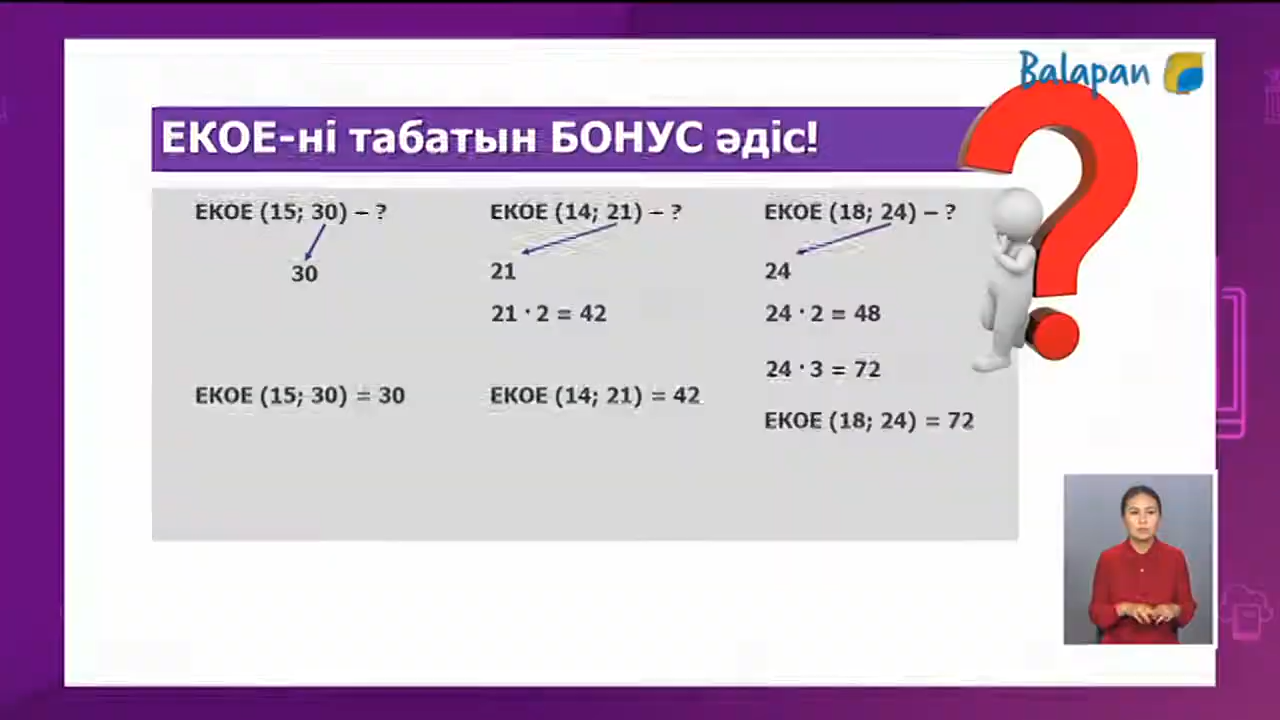 Balapan
ЕКОЕ-ні табатын БОНУС әдіс!
ЕКОЕ (15; 30) – ?
30
ЕКОЕ (15; 30) = 30
ЕКОЕ (14; 21) – ?
21
21 · 2 = 42
ЕКОЕ (14; 21) = 42
ЕКОЕ (18; 24) – ?
24
24 · 2 = 48
24 · 3 = 72
ЕКОЕ (18; 24) = 72